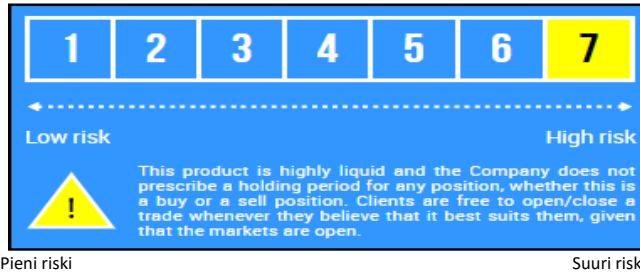 1 2 3 4 5 6 7
Low risk High risk
This product is highly liquid and the Company does not
prescribe a holding period for any position, whether this is
a buy or a sell position. Clients are free to open/close a
trade whenever they believe that it best suits them, given
that the markets are open.
!
Pieni riski Suuri risk